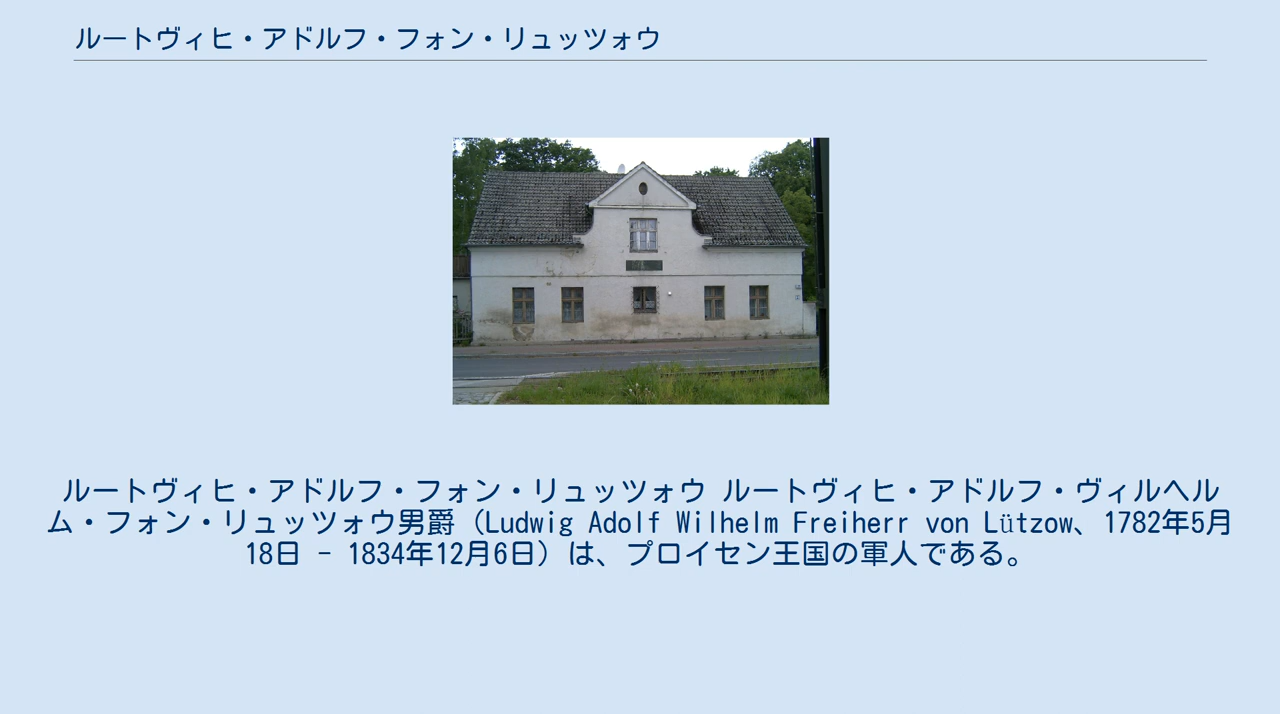 ルートヴィヒ・アドルフ・フォン・リュッツォウ
ルートヴィヒ・アドルフ・フォン・リュッツォウ ルートヴィヒ・アドルフ・ヴィルヘル
ム・フォン・リュッツォウ男爵（Ludwig Adolf Wilhelm Freiherr von Lützow、1782年5月
18日 - 1834年12月6日）は、プロイセン王国の軍人である。